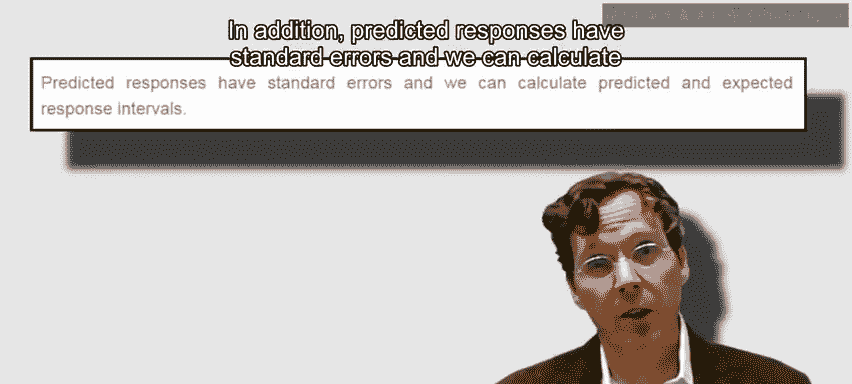 In addition, predicted responses have
standard errors and we can calculate
Predicted responses have standard errors and we can calculate predicted and expected
response intervals.